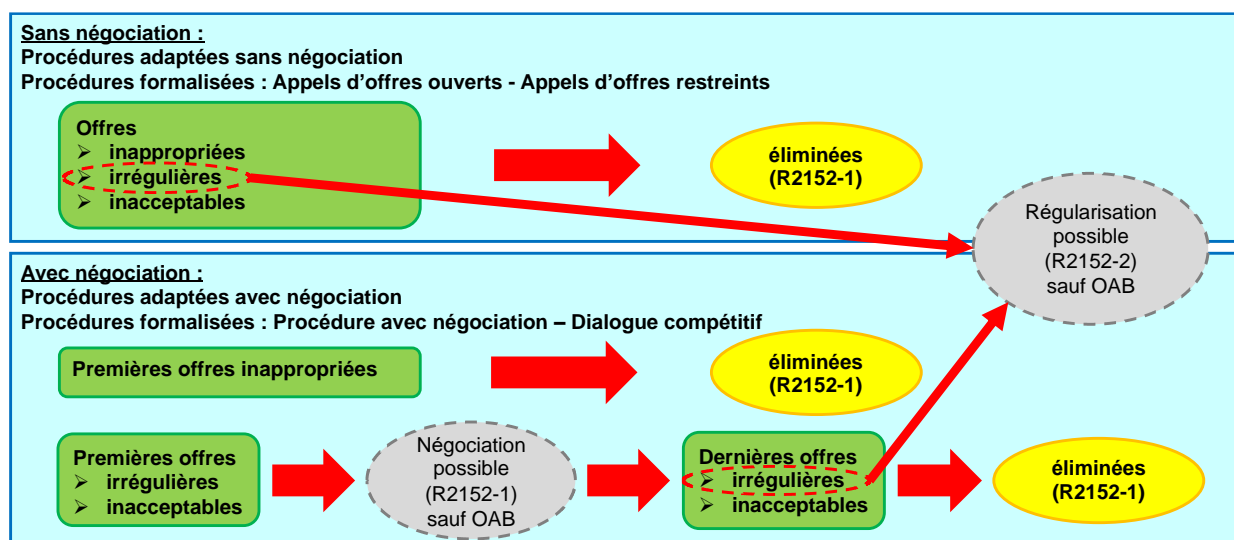 Sans négociation :
Procédures adaptées sans négociation
Procédures formalisées : Appels d'offres ouverts - Appels d'offres restreints
Offres
➢ inappropriées
➢ irrégulières
➢ inacceptables
éliminées
(R2152-1)
Régularisation
possible
(R2152-2)
sauf OAB
Avec négociation :
Procédures adaptées avec négociation
Procédures formalisées : Procédure avec négociation – Dialogue compétitif
Premières offres inappropriées
éliminées
(R2152-1)
Premières offres
➢ irrégulières
➢ inacceptables
Négociation
possible
(R2152-1)
sauf OAB
Dernières offres
➢ irrégulières
➢ inacceptables
éliminées
(R2152-1)